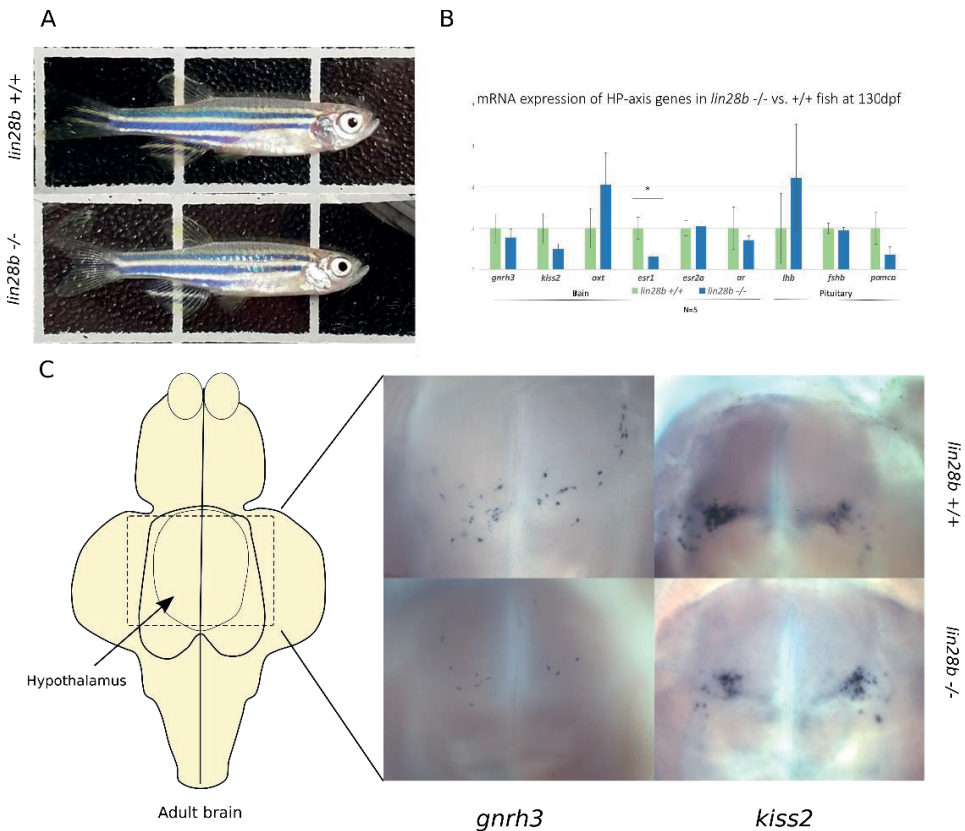 A
B
lin28b +/+
lin28b -/-
mRNA expression of HP-axis genes in lin28b -/- vs. +/+ fish at 130dpf
*
gnrh3 kiss2 oxt esr1 esr2a ar lhb fshb pomca
Bain lin28b +/+ lin28b -/- Pituitary
N=5
C
Hypothalamus
Adult brain
lin28b +/+
lin28b -/-
gnrh3 kiss2